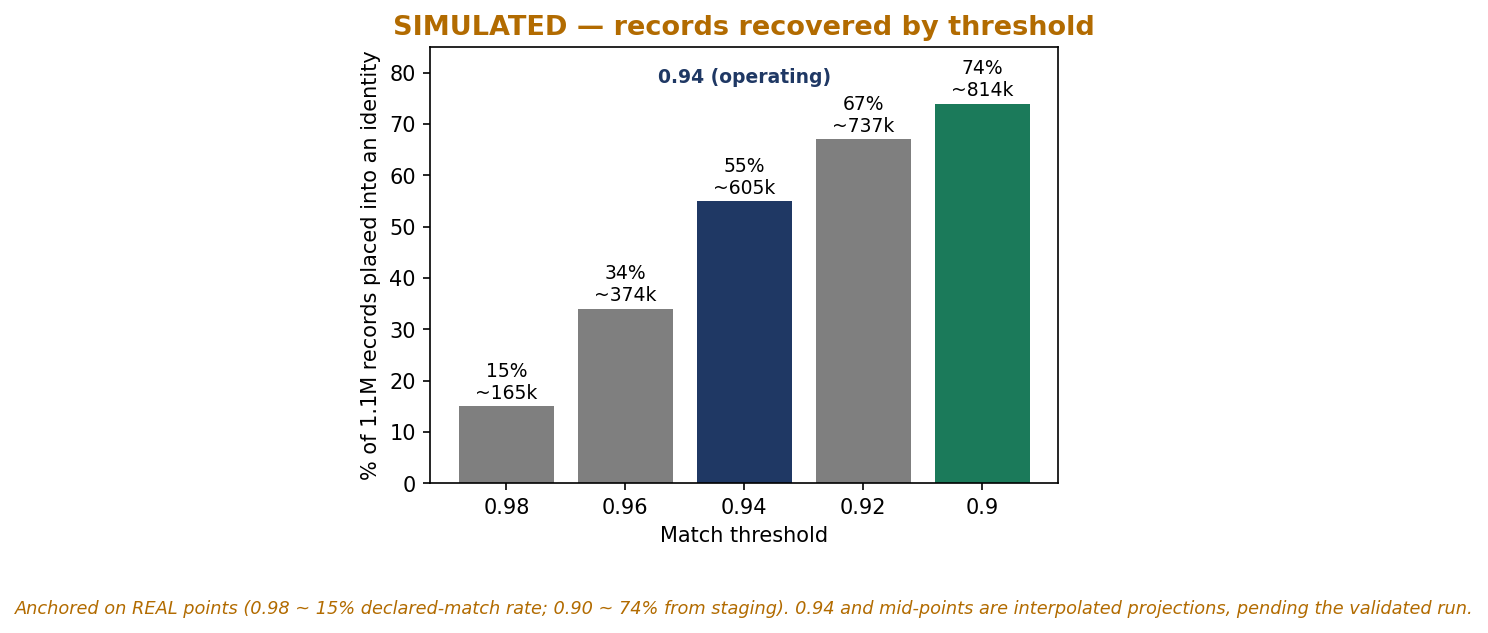 SIMULATED — records recovered by threshold
% of 1.1M records placed into an identity
80
70
60
50
40
30
20
10
0
0.94 (operating)
15%
~165k
34%
~374k
55%
~605k
67%
~737k
74%
~814k
0.98
0.96
0.94
0.92
0.9
Match threshold
Anchored on REAL points (0.98 ~ 15% declared-match rate; 0.90 ~ 74% from staging). 0.94 and mid-points are interpolated projections, pending the validated run.